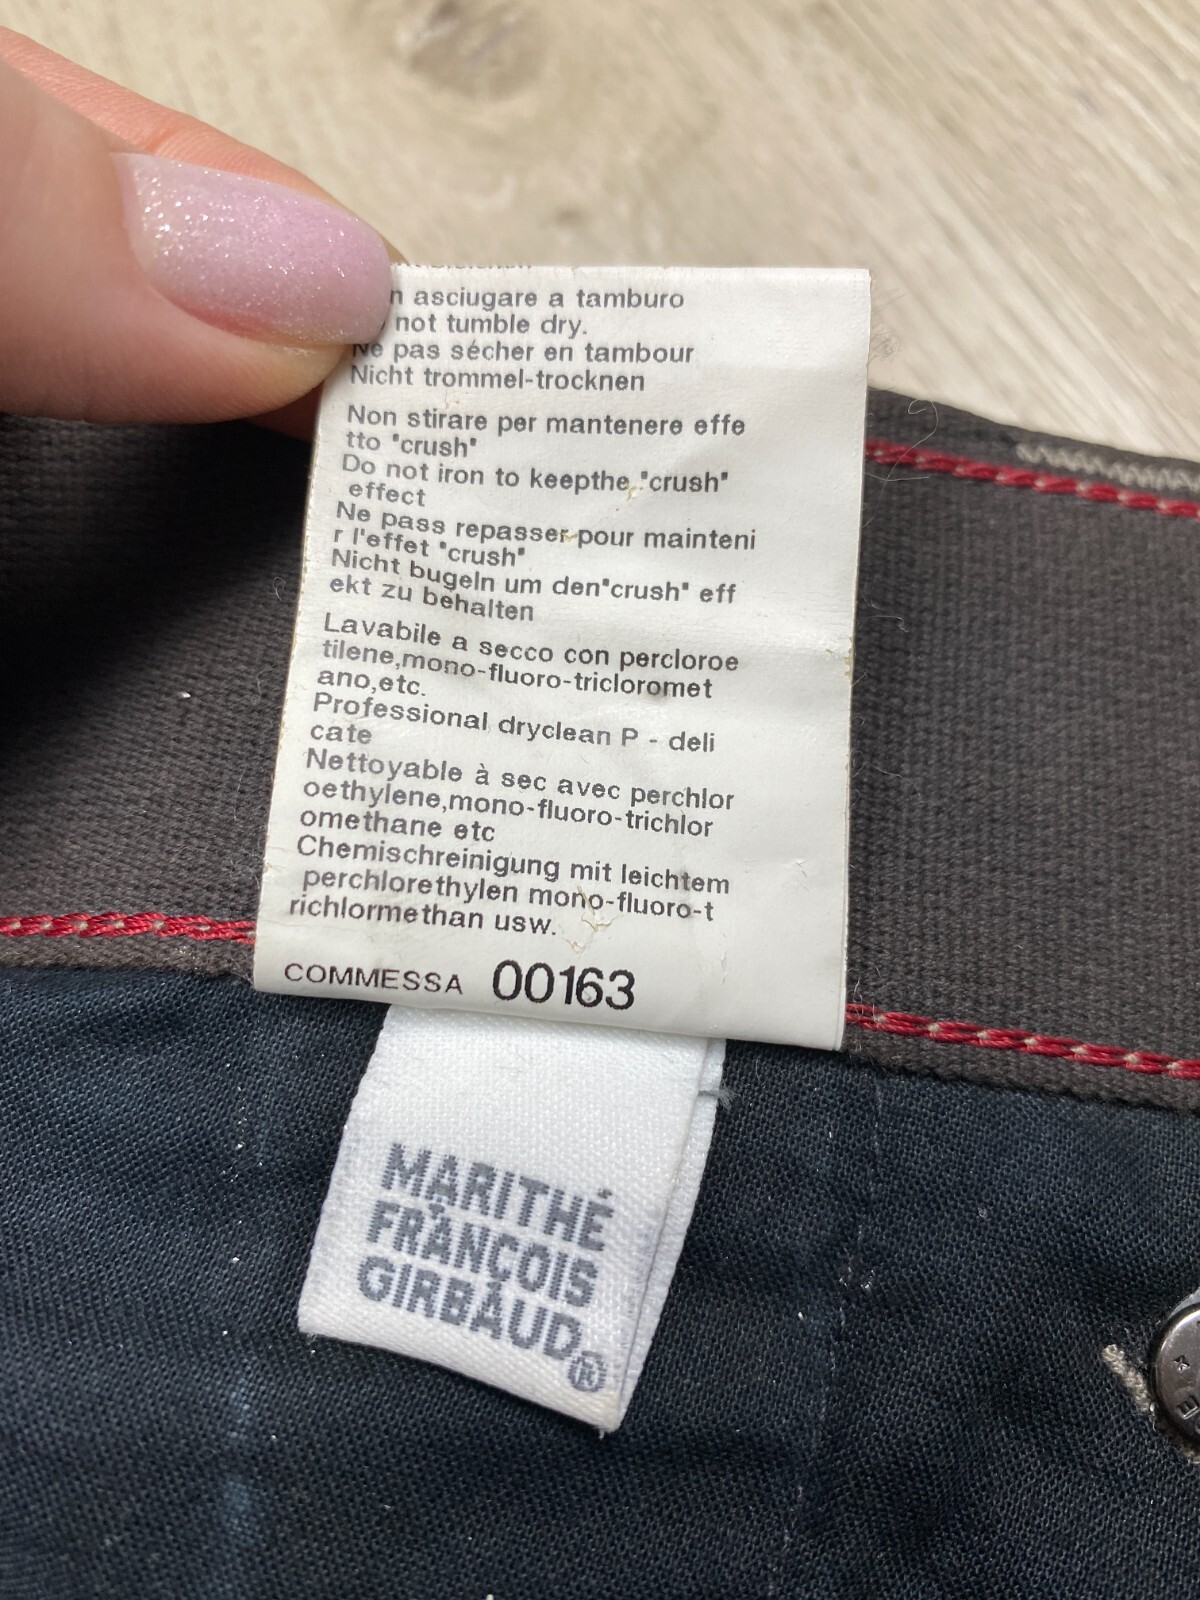 n asciugare a tamburo
not tumble dry.
Ne pas sécher en tambour
Nicht trommel-trocknen
Non stirare per mantenere effe
tto "crush"
Do not iron to keepthe "crush"
effect
Ne pass repasser pour mainteni
r l'effet "crush"
Nicht bugeln um den"crush" eff
ekt zu behalten
Lavabile a secco con percloroe
tilene,mono-fluoro-tricloromet
ano,etc.
Professional dryclean P - deli
cate
Nettoyable à sec avec perchlor
oethylene,mono-fluoro-trichlor
omethane etc
Chemischreinigung mit leichtem
perchlorethylen mono-fluoro-t
richlormethan usw.
COMMESSA 00163
MARITHÉ
FRANÇOIS
GIRBAUD®